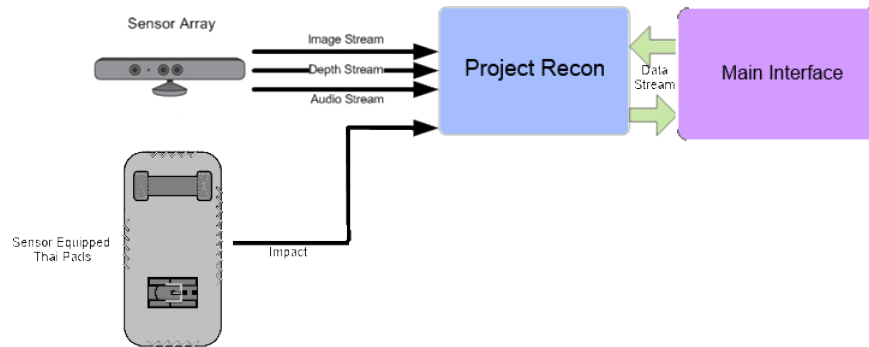 Sensor Array
Image Stream
Depth Stream
Audio Stream
Project Recon
Data
Stream
Main Interface
Sensor Equipped
Thai Pads
Impact